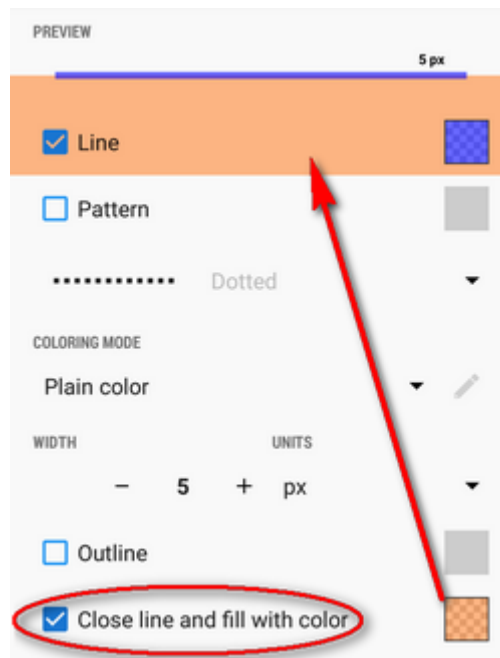 PREVIEW
5 px
Line
Pattern
Dotted
COLORING MODE
Plain color
WIDTH UNITS
− 5 + px
Outline
Close line and fill with color